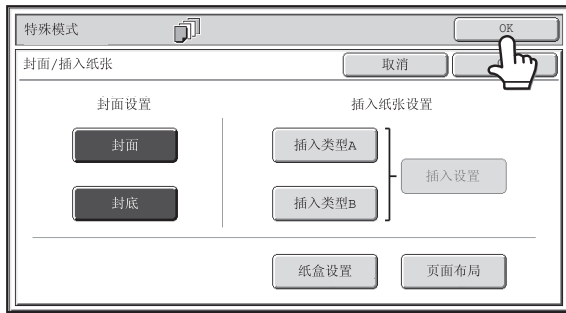 特殊模式 OK
封面/插入纸张 取消
封面设置 插入纸张设置
封面 插入类型A
插入设置
封底 插入类型B
纸盒设置 页面布局